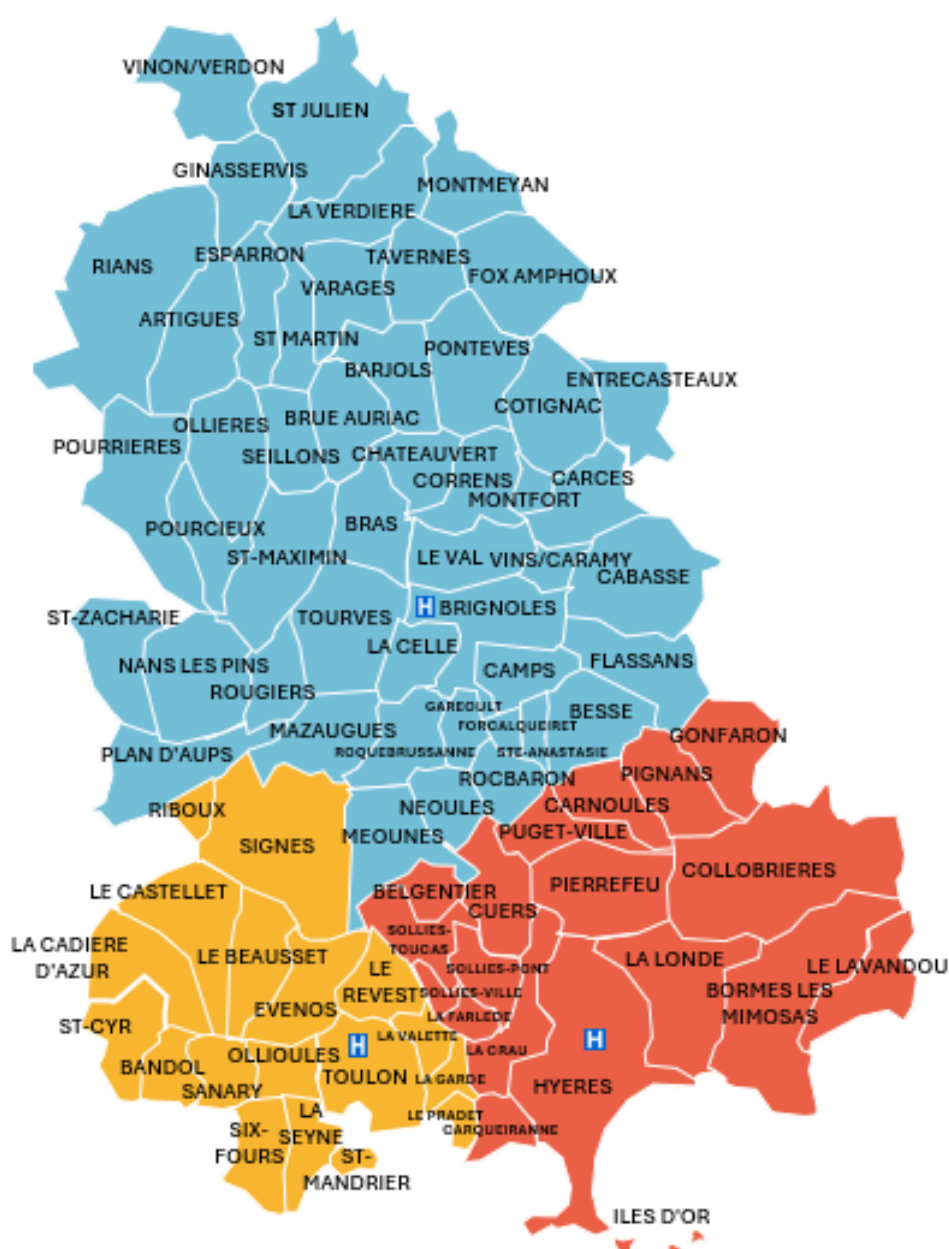 VINON/VERDON
ST JULIEN
GINASSERVIS
MONTMEYAN
LA VERDIERE
ESPARRON
TAVERNES
RIANS
FOX AMPHOUX
VARAGES
ARTIGUES
ST MARTIN
PONTEVES
BARJOLS
ENTRECASTEAUX
COTIGNAC
BRUE AURIAC
OLLIERES
POURRIERES
SEILLONS
CHATEAUVERT
CORRENS
CARCES
MONTFORT
POURCIEUX
BRAS
ST-MAXIMIN
LE VAL
VINS/CARAMY
CABASSE
ST-ZACHARIE
TOURVES
H BRIGNOLES
LA CELLE
NANS LES PINS
CAMPS
FLASSANS
ROUGIERS
GAREOULT
FORCALQUEIRET
BESSE
MAZAUGUES
GONFARON
PLAN D'AUPS
ROQUEBRUSSANNE
STE-ANASTASIE
ROCBARON
PIGNANS
RIBOUX
NEOULES
CARNOULES
MEOUNES
PUGET-VILLE
SIGNES
COLLOBRIERES
LE CASTELLET
BELGENTIER
PIERREFEU
CUERS
LA CADIERE
D'AZUR
SOLLIES-
TOUCAS
LE BEAUSSET
LE
REVEST
SOLLIES-PONT
LA LONDE
LE LAVANDOU
SOLLIES-VILLE
BORMES LES
MIMOSAS
EVENOS
LA FARLEDE
ST-CYR
LA VALETTE
H
H
OLLIOULES
LA CRAU
BANDOL
TOULON
LA GARDE
HYERES
SANARY
LE PRADET
CARQUEIRANNE
LA
SEYNE
SIX-
FOURS
ST-
MANDRIER
ILES D'OR